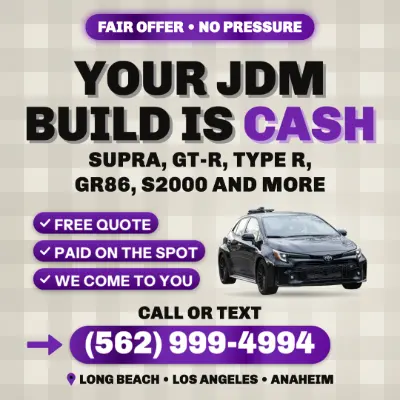 FAIR OFFER • NO PRESSURE
YOUR JDM
BUILD IS CASH
SUPRA, GT-R, TYPE R,
GR86, S2000 AND MORE
FREE QUOTE
PAID ON THE SPOT
WE COME TO YOU
CALL OR TEXT
(562) 999-4994
LONG BEACH • LOS ANGELES • ANAHEIM